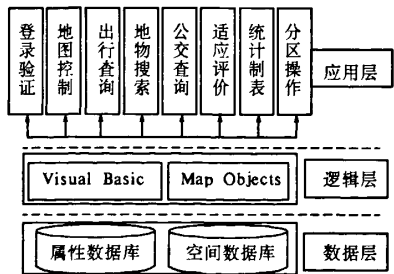 登录验证
地图控制
出行查询
地物搜索
公交查询
适应评价
统计制表
分区操作
应用层
Visual Basic
Map Objects
逻辑层
属性数据库
空间数据库
数据层